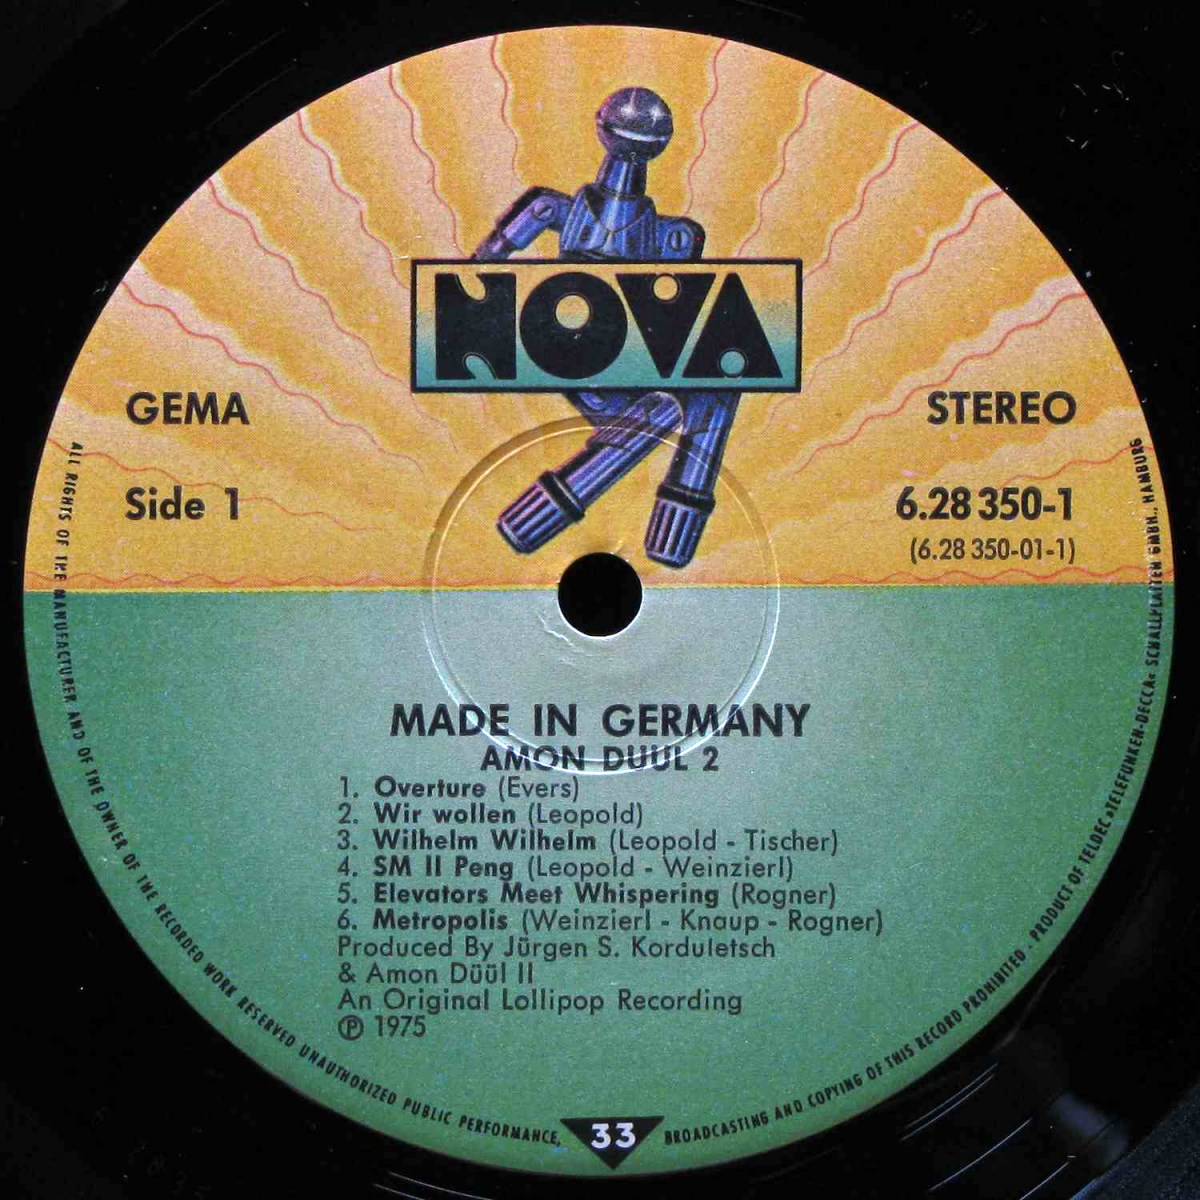 NOVA
GEMA
STEREO
Side 1
6.28 350-1
(6.28 350-01-1)
MADE IN GERMANY
AMON DÜÜL 2
1. Overture (Evers)
2. Wir wollen (Leopold)
3. Wilhelm Wilhelm (Leopold - Tischer)
4. SM II Peng (Leopold - Weinzierl)
5. Elevators Meet Whispering (Rogner)
6. Metropolis (Weinzierl - Knaup - Rogner)
Produced By Jürgen S. Korduletsch
& Amon Düül II
An Original Lollipop Recording
℗ 1975
ALL RIGHTS OF THE MANUFACTURER AND OF THE OWNER OF THE RECORDED WORK RESERVED UNAUTHORIZED PUBLIC PERFORMANCE,
33
BROADCASTING AND COPYING OF THIS RECORD PROHIBITED - PRODUCT OF TELDEC »TELEFUNKEN-DECCA« SCHALLPLATTEN GMBH., HAMBURG